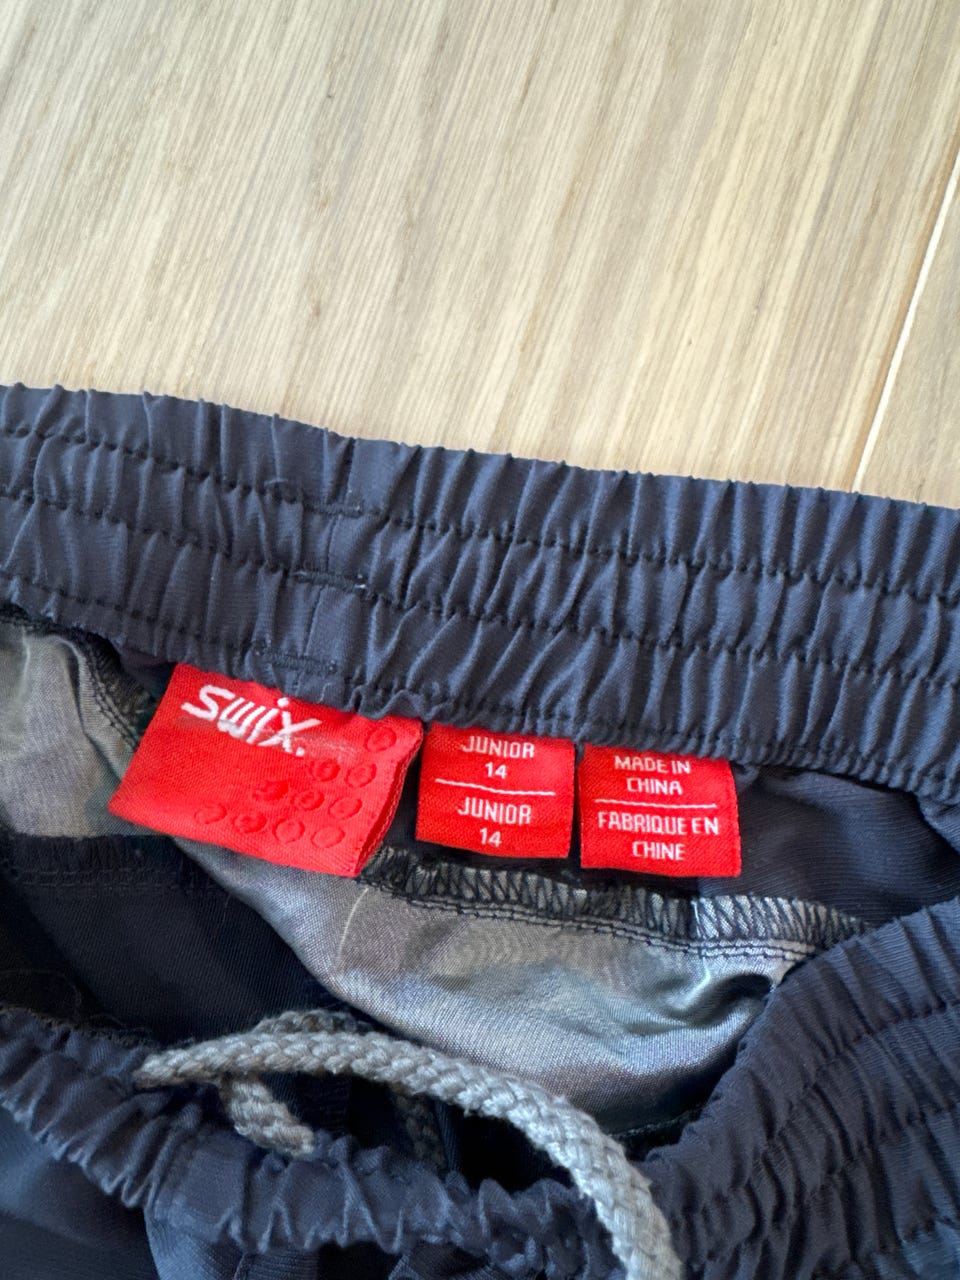 SWIX.
JUNIOR
14
JUNIOR
14
MADE IN
CHINA
FABRIQUE EN
CHINE